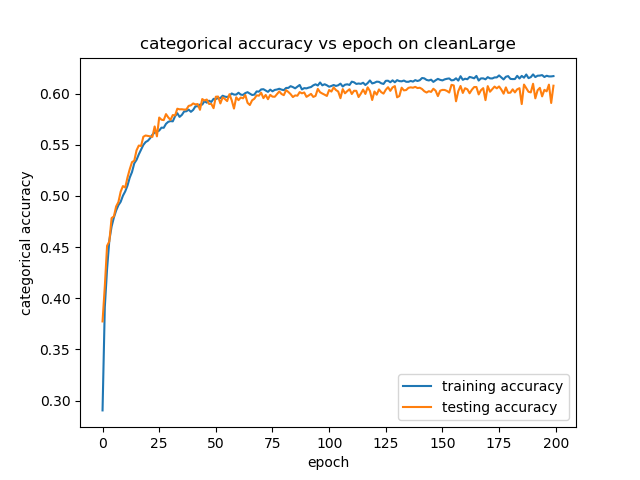 categorical accuracy vs epoch on cleanLarge
0.60
0.55
0.50
0.45
0.40
0.35
0.30
categorical accuracy
training accuracy
testing accuracy
0 25 50 75 100 125 150 175 200
epoch